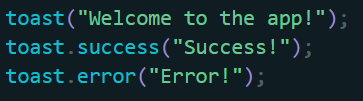 toast("Welcome to the app!");
toast.success("Success!");
toast.error("Error!");